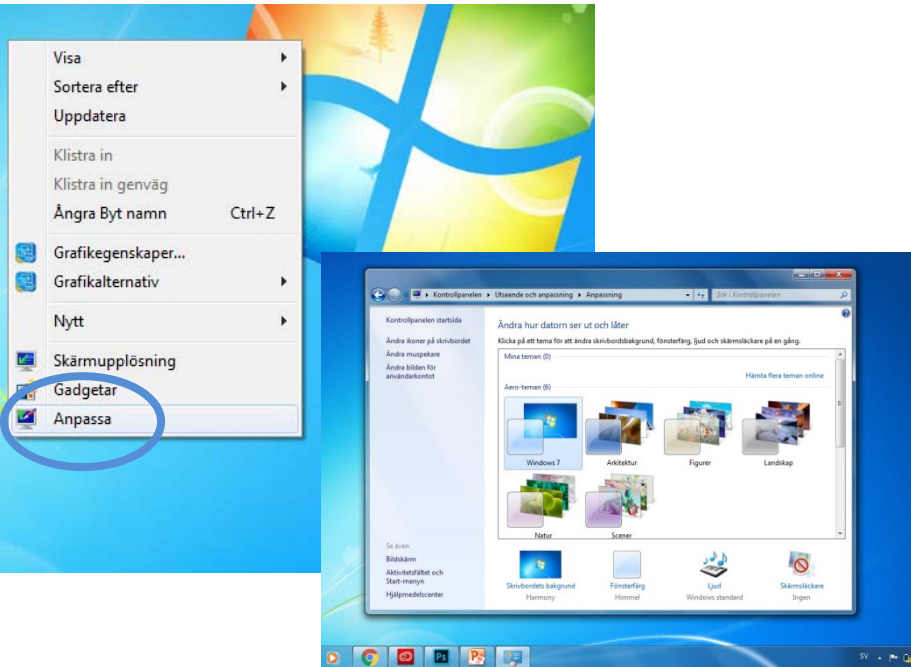 Visa
Sortera efter
Uppdatera
Klistra in
Klistra in genväg
Ångra Byt namn Ctrl+Z
Grafikegenskaper...
Grafikalternativ
Nytt
Skärmupplösning
Gadgetar
Anpassa
Kontrollpanelen Utseende och anpassning Anpassning
Sök i Kontrollpanelen
Kontrollpanelen startsida
Ändra ikoner på skrivbordet
Ändra muspekare
Ändra bilden för
användarkontot
Se även
Bildskärm
Aktivitetsfältet och
Start-menyn
Hjälpmedelscenter
Ändra hur datorn ser ut och låter
Klicka på ett tema för att ändra skrivbordsbakgrund, fönsterfärg, ljud och skärmsläckare på en gång.
Mina teman (0)
Hämta flera teman online
Aero-teman (6)
Windows 7 Arkitektur Figurer Landskap
Natur Scener
Skrivbordets bakgrund Fönsterfärg Ljud Skärmsläckare
Harmony Himmel Windows standard Ingen
Ps
SV